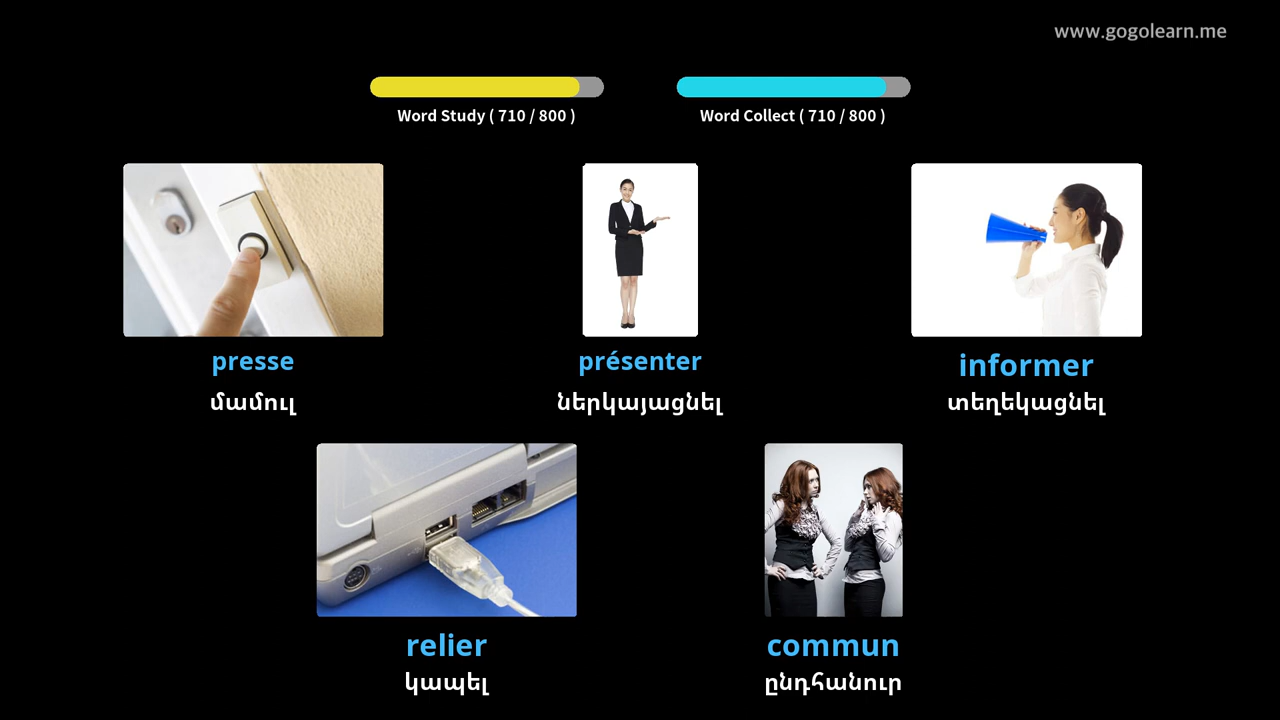 www.gogolearn.me
Word Study ( 710 / 800 )
Word Collect ( 710 / 800 )
presse
présenter
informer
մամուլ
ներկայացնել
տեղեկացնել
relier
commun
կապել
ընդհանուր